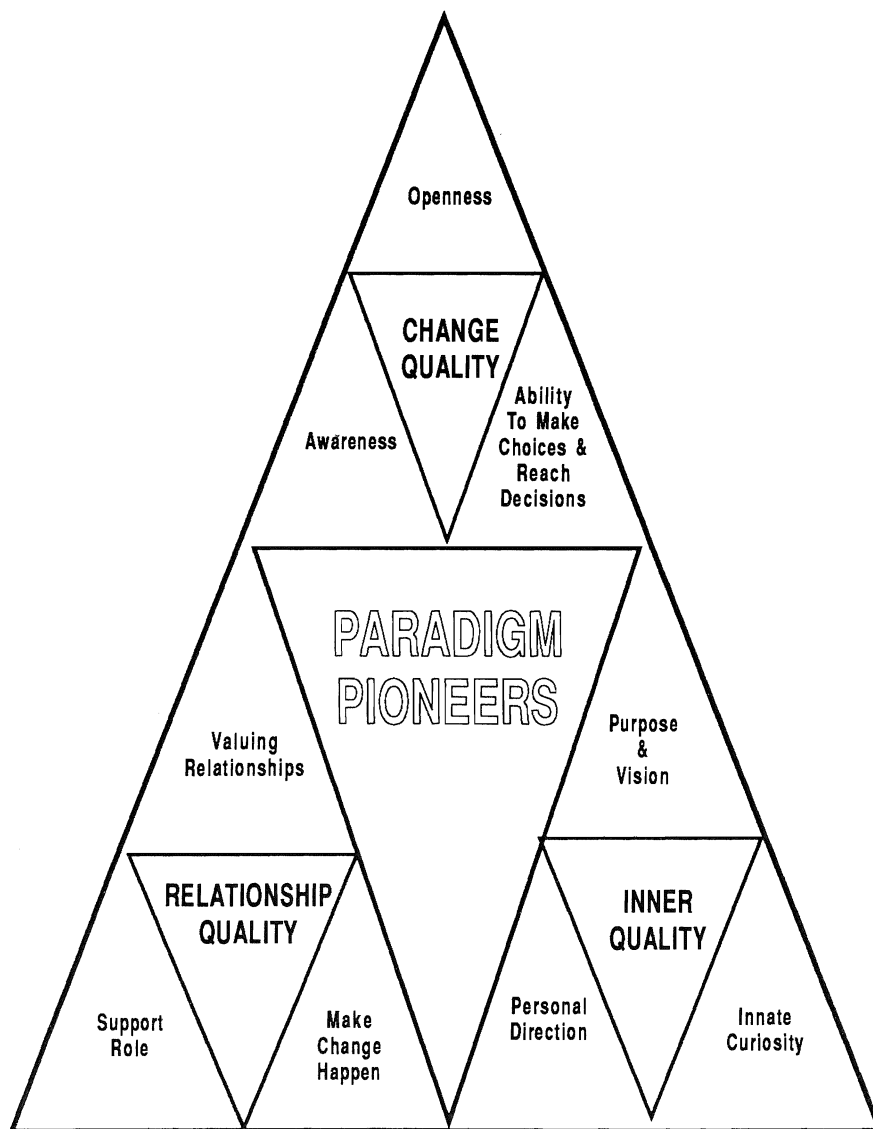 Openness
CHANGE
QUALITY
Awareness
Ability
To Make
Choices &
Reach
Decisions
PARADIGM
PIONEERS
Valuing
Relationships
Purpose
&
Vision
RELATIONSHIP
QUALITY
INNER
QUALITY
Support
Role
Make
Change
Happen
Personal
Direction
Innate
Curiosity